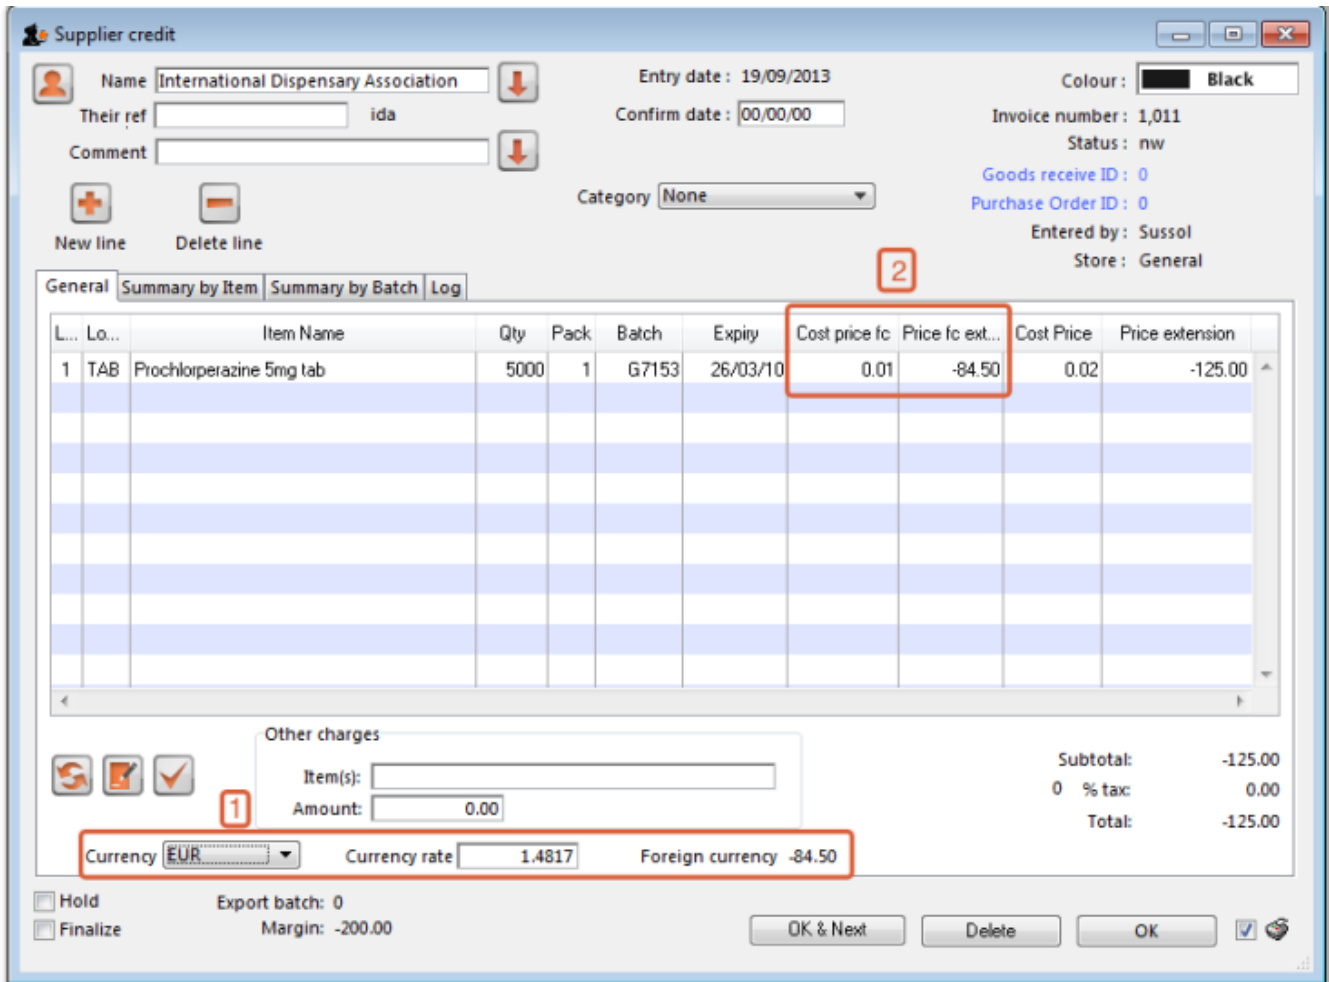 Supplier credit
Name International Dispensary Association
Entry date : 19/09/2013
Colour : Black
Their ref ida
Confirm date : 00/00/00
Invoice number : 1,011
Comment
Status : nw
Category None
Goods receive ID : 0
Purchase Order ID : 0
New line Delete line
Entered by : Sussol
Store : General
2
General Summary by Item Summary by Batch Log
L... Lo... Item Name Qty Pack Batch Expiry Cost price fc Price fc ext... Cost Price Price extension
1 TAB Prochlorperazine 5mg tab 5000 1 G7153 26/03/10 0.01 -84.50 0.02 -125.00
Other charges
Item(s):
Amount: 0.00
Subtotal: -125.00
0 % tax: 0.00
Total: -125.00
1
Currency EUR Currency rate 1.4817 Foreign currency -84.50
Hold Export batch: 0
Finalize Margin: -200.00
OK & Next Delete OK